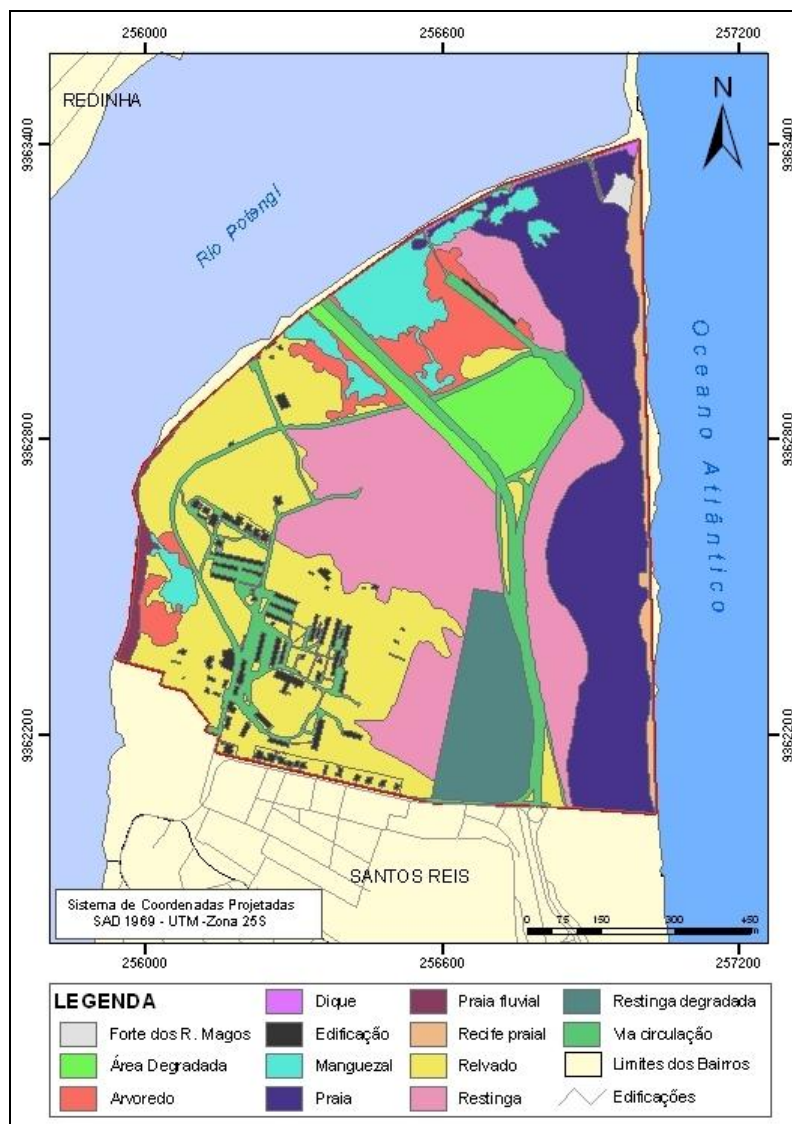 256000 256600 257200
REDINHA
N
9363400 9363400
Rio Potengi
Oceano Atlântico
9362800 9362800
9362200 9362200
SANTOS REIS
Sistema de Coordenadas Projetadas
SAD 1969 - UTM -Zona 25S
0 75 150 300 450
m
256000 256600 257200
LEGENDA
Dique
Praia fluvial
Restinga degradada
Forte dos R. Magos
Edificação
Recife praial
Via circulação
Área Degradada
Manguezal
Relvado
Limites dos Bairros
Arvoredo
Praia
Restinga
Edificações